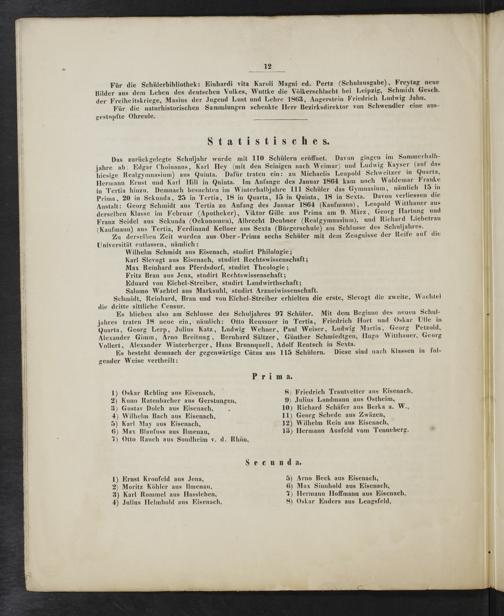 12
Für die Schülerbibliothek: Einhardi vita Karoli Magni ed. Pertz (Schulausgabe), Freytag neue
Bilder aus dem Leben des deutschen Volkes, Wuttke die Völkerschlacht bei Leipzig, Schmidt Gesch.
der Freiheitskriege, Masius der Jugend Lust und Lehre 1863, Angerstein Friedrich Ludwig Jahn.
Für die naturhistorischen Sammlungen schenkte Herr Bezirksdirektor von Schwendler eine aus-
gestopfte Ohreule.
Statistisches.
Das zurückgelegte Schuljahr wurde mit 110 Schülern eröffnet. Davon gingen im Sommerhalb-
jahre ab: Edgar Choinanus, Karl Hey (mit den Seinigen nach Weimar) und Ludwig Kayser (auf das
hiesige Realgymnasium) aus Quinta. Dafür traten ein: zu Michaelis Leopold Schweitzer in Quarta,
Hermann Ernst und Karl Hill in Quinta. Im Anfange des Januar 1864 kam noch Woldemar Franke
in Tertia hinzu. Demnach besuchten im Winterhalbjahre 111 Schüler das Gymnasium, nämlich 15 in
Prima, 20 in Sekunda, 25 in Tertia, 18 in Quarta, 15 in Quinta, 18 in Sexta. Davon verliessen die
Anstalt: Georg Schmidt aus Tertia zu Anfang des Januar 1864 (Kaufmann), Leopold Witthauer aus
derselben Klasse im Februar (Apotheker), Viktor Gille aus Prima am 9. März, Georg Hartung und
Franz Seidel aus Sekunda (Oekonomen), Albrecht Deubner (Realgymnasium), und Richard Liebetrau
(Kaufmann) aus Tertia, Ferdinand Kellner aus Sexta (Bürgerschule) am Schlusse des Schuljahres.
Zu derselben Zeit wurden aus Ober-Prima sechs Schüler mit dem Zeugnisse der Reife auf die
Universität entlassen, nämlich:
Wilhelm Schmidt aus Eisenach, studirt Philologie;
Karl Slevogt aus Eisenach, studirt Rechtswissenschaft;
Max Reinhard aus Pferdsdorf, studirt Theologie;
Fritz Brau aus Jena, studirt Rechtswissenschaft;
Eduard von Eichel-Streiber, studirt Landwirthschaft;
Salomo Wachtel aus Marksuhl, studirt Arzneiwissenschaft.
Schmidt, Reinhard, Brau und von Eichel-Streiber erhielten die erste, Slevogt die zweite, Wachtel
die dritte sittliche Censur.
Es blieben also am Schlusse des Schuljahres 97 Schüler. Mit dem Beginne des neuen Schul-
jahres traten 18 neue ein, nämlich: Otto Reussner in Tertia, Friedrich Hort und Oskar Ulle in
Quarta, Georg Lerp, Julius Katz, Ludwig Wehner, Paul Weiser, Ludwig Martin, Georg Petzold,
Alexander Gimm, Arno Breitung, Bernhard Sältzer, Günther Schmiedtgen, Hugo Witthauer, Georg
Vollert, Alexander Winterberger, Hans Brunnquell, Adolf Rentsch in Sexta.
Es besteht demnach der gegenwärtige Cötus aus 115 Schülern. Diese sind nach Klassen in fol-
gender Weise vertheilt:
Prima.
1) Oskar Rehling aus Eisenach,
2) Kuno Ratenbacher aus Gerstungen,
3) Gustav Dolch aus Eisenach,
4) Wilhelm Bach aus Eisenach,
5) Karl May aus Eisenach,
6) Max Blanfuss aus Ilmenau,
7) Otto Rauch aus Sondheim v. d. Rhön,
8) Friedrich Trautvetter aus Eisenach,
9) Julius Landmann aus Ostheim,
10) Richard Schäfer aus Berka a. W.,
11) Georg Schede aus Zwäzen,
12) Wilhelm Rein aus Eisenach,
13) Hermann Ausfeld vom Tenneberg.
Secunda.
1) Ernst Kronfeld aus Jena,
2) Moritz Köhler aus Ilmenau,
3) Karl Rommel aus Hassleben,
4) Julius Helmbold aus Eisenach,
5) Arno Beck aus Eisenach,
6) Max Sinnhold aus Eisenach,
7) Hermann Hoffmann aus Eisenach,
8) Oskar Enders aus Lengsfeld,